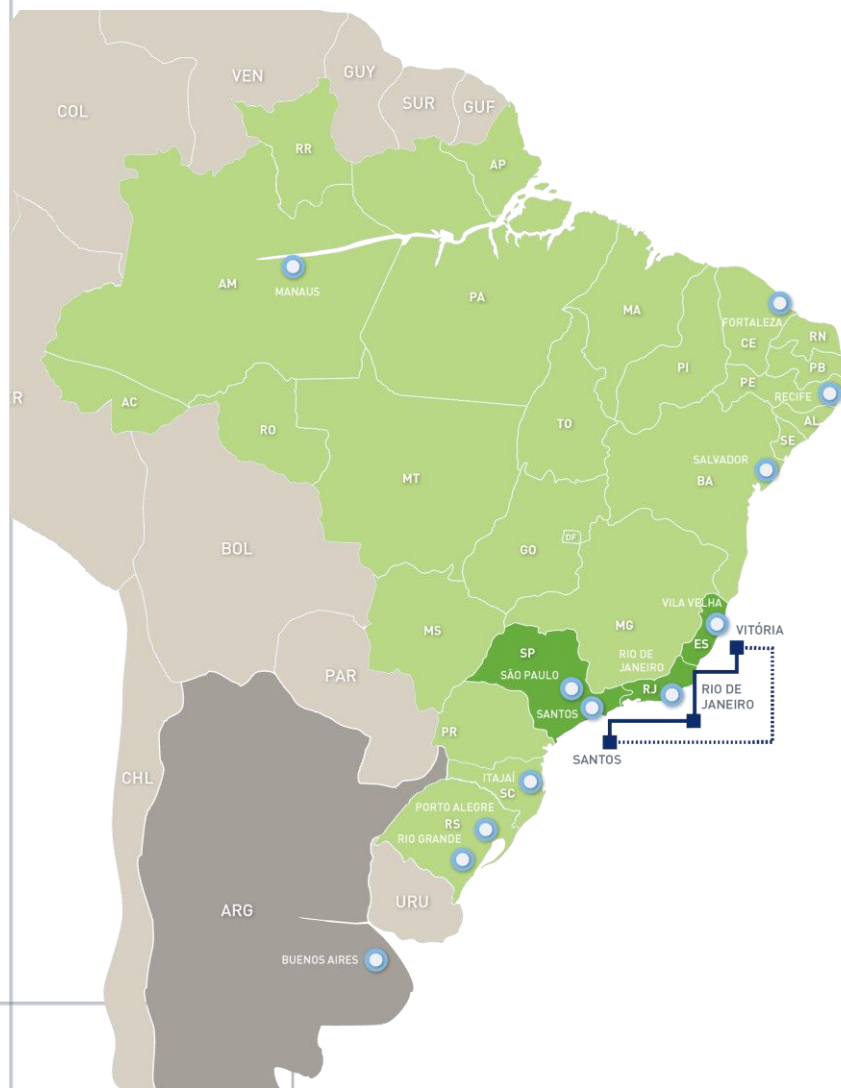 VEN
GUY
SUR
GUF
COL
RR
AP
AM
MANAUS
PA
MA
FORTALEZA
CE
RN
PI
PB
PE
RECIFE
AC
RO
TO
AL
SE
SALVADOR
BA
MT
BOL
GO
DF
VILA VELHA
MG
MS
ES
VITÓRIA
SP
RIO DE
JANEIRO
SÃO PAULO
RJ
RIO DE
JANEIRO
PAR
SANTOS
PR
SANTOS
CHL
ITAJAÍ
SC
PORTO ALEGRE
RS
RIO GRANDE
ARG
URU
BUENOS AIRES